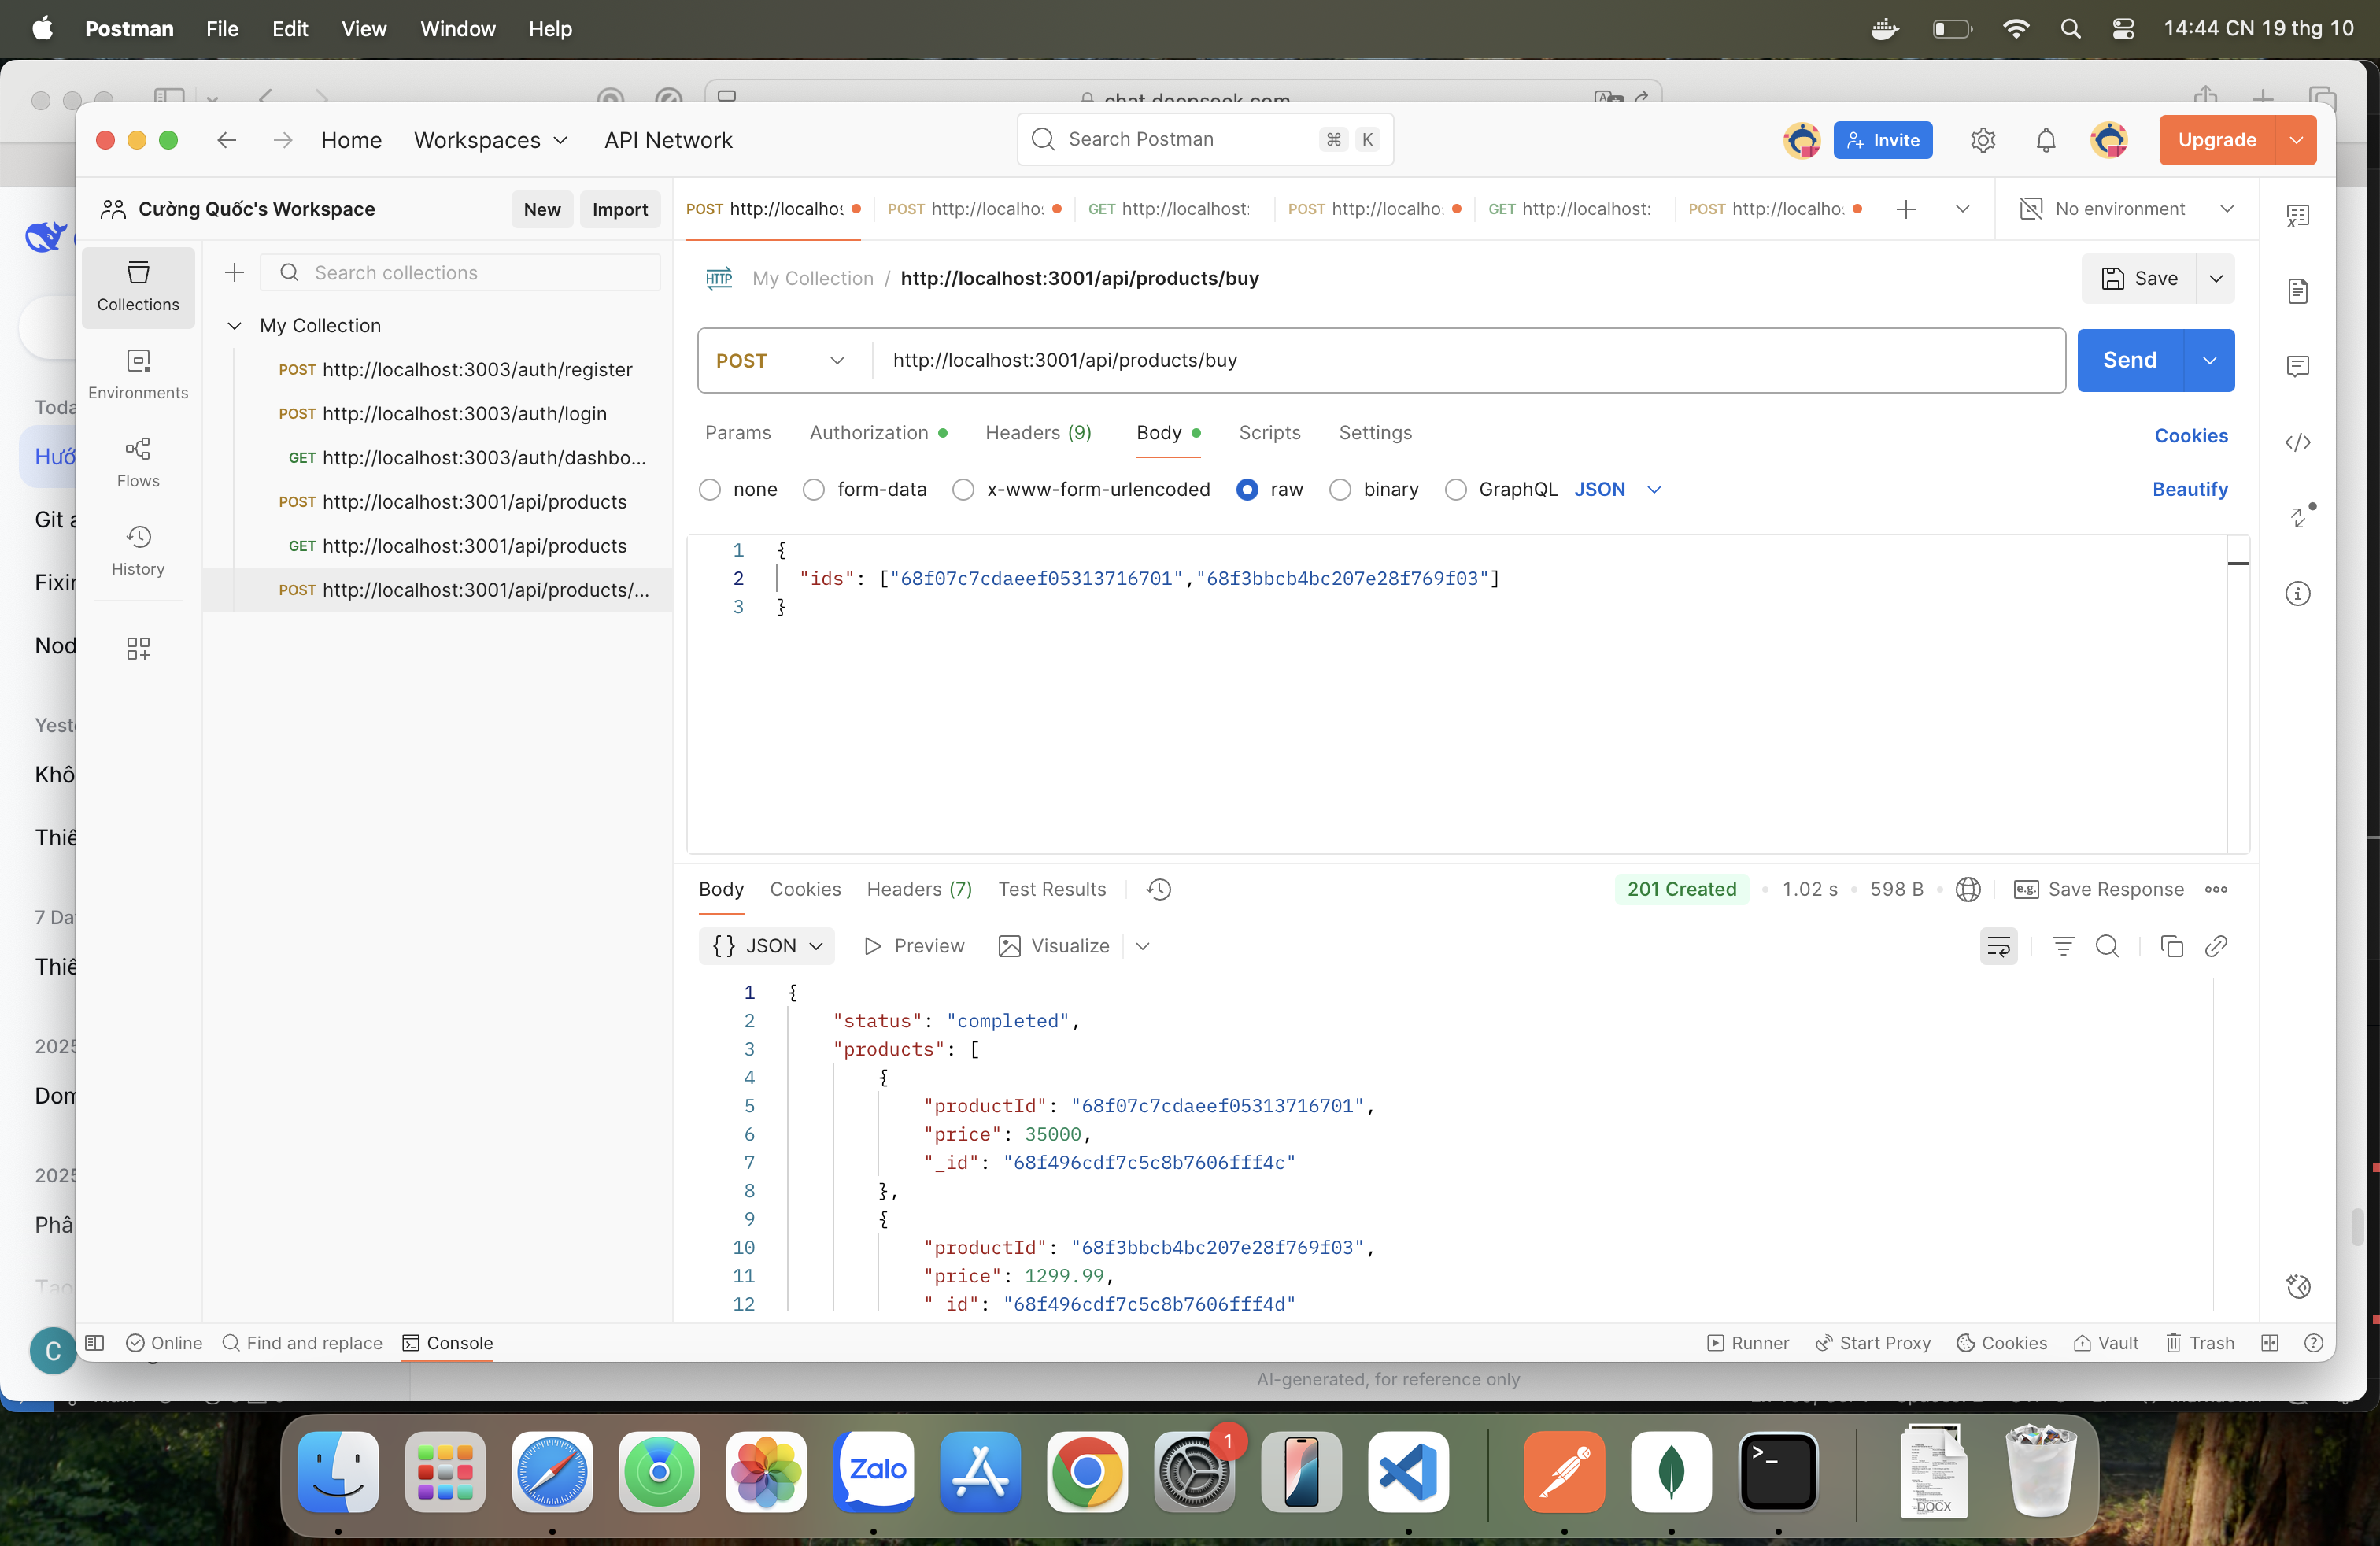 Postman File Edit View Window Help
14:44 CN 19 thg 10
chat.deepseek.com
Home Workspaces API Network
Search Postman ⌘ K
Invite
Upgrade
Cường Quốc's Workspace
New Import
POST http://localhos
POST http://localho:
GET http://localhost:
POST http://localho.
GET http://localhost:
POST http://localho:
No environment
Collections
Environments
Flows
History
Search collections
My Collection
POST http://localhost:3003/auth/register
POST http://localhost:3003/auth/login
GET http://localhost:3003/auth/dashbo...
POST http://localhost:3001/api/products
GET http://localhost:3001/api/products
POST http://localhost:3001/api/products/...
HTTP My Collection / http://localhost:3001/api/products/buy
Save
POST http://localhost:3001/api/products/buy
Send
Params Authorization Headers (9) Body Scripts Settings
Cookies
none form-data x-www-form-urlencoded raw binary GraphQL JSON
Beautify
1 {
2 "ids": ["68f07c7cdaeef05313716701","68f3bbcb4bc207e28f769f03"]
3 }
Body Cookies Headers (7) Test Results
201 Created 1.02 s 598 B e.g. Save Response
{} JSON Preview Visualize
1 {
2 "status": "completed",
3 "products": [
4 {
5 "productId": "68f07c7cdaeef05313716701",
6 "price": 35000,
7 "_id": "68f496cdf7c5c8b7606fff4c"
8 },
9 {
10 "productId": "68f3bbcb4bc207e28f769f03",
11 "price": 1299.99,
12 "_id": "68f496cdf7c5c8b7606fff4d"
Online Find and replace Console
Runner Start Proxy Cookies Vault Trash
Toda
Hướ
Git a
Fixir
Nod
Yest
Khô
Thiế
7 Da
Thiế
2025
Dom
2025
Phâ
Tạo
C
AI-generated, for reference only
Zalo
1
DOCX